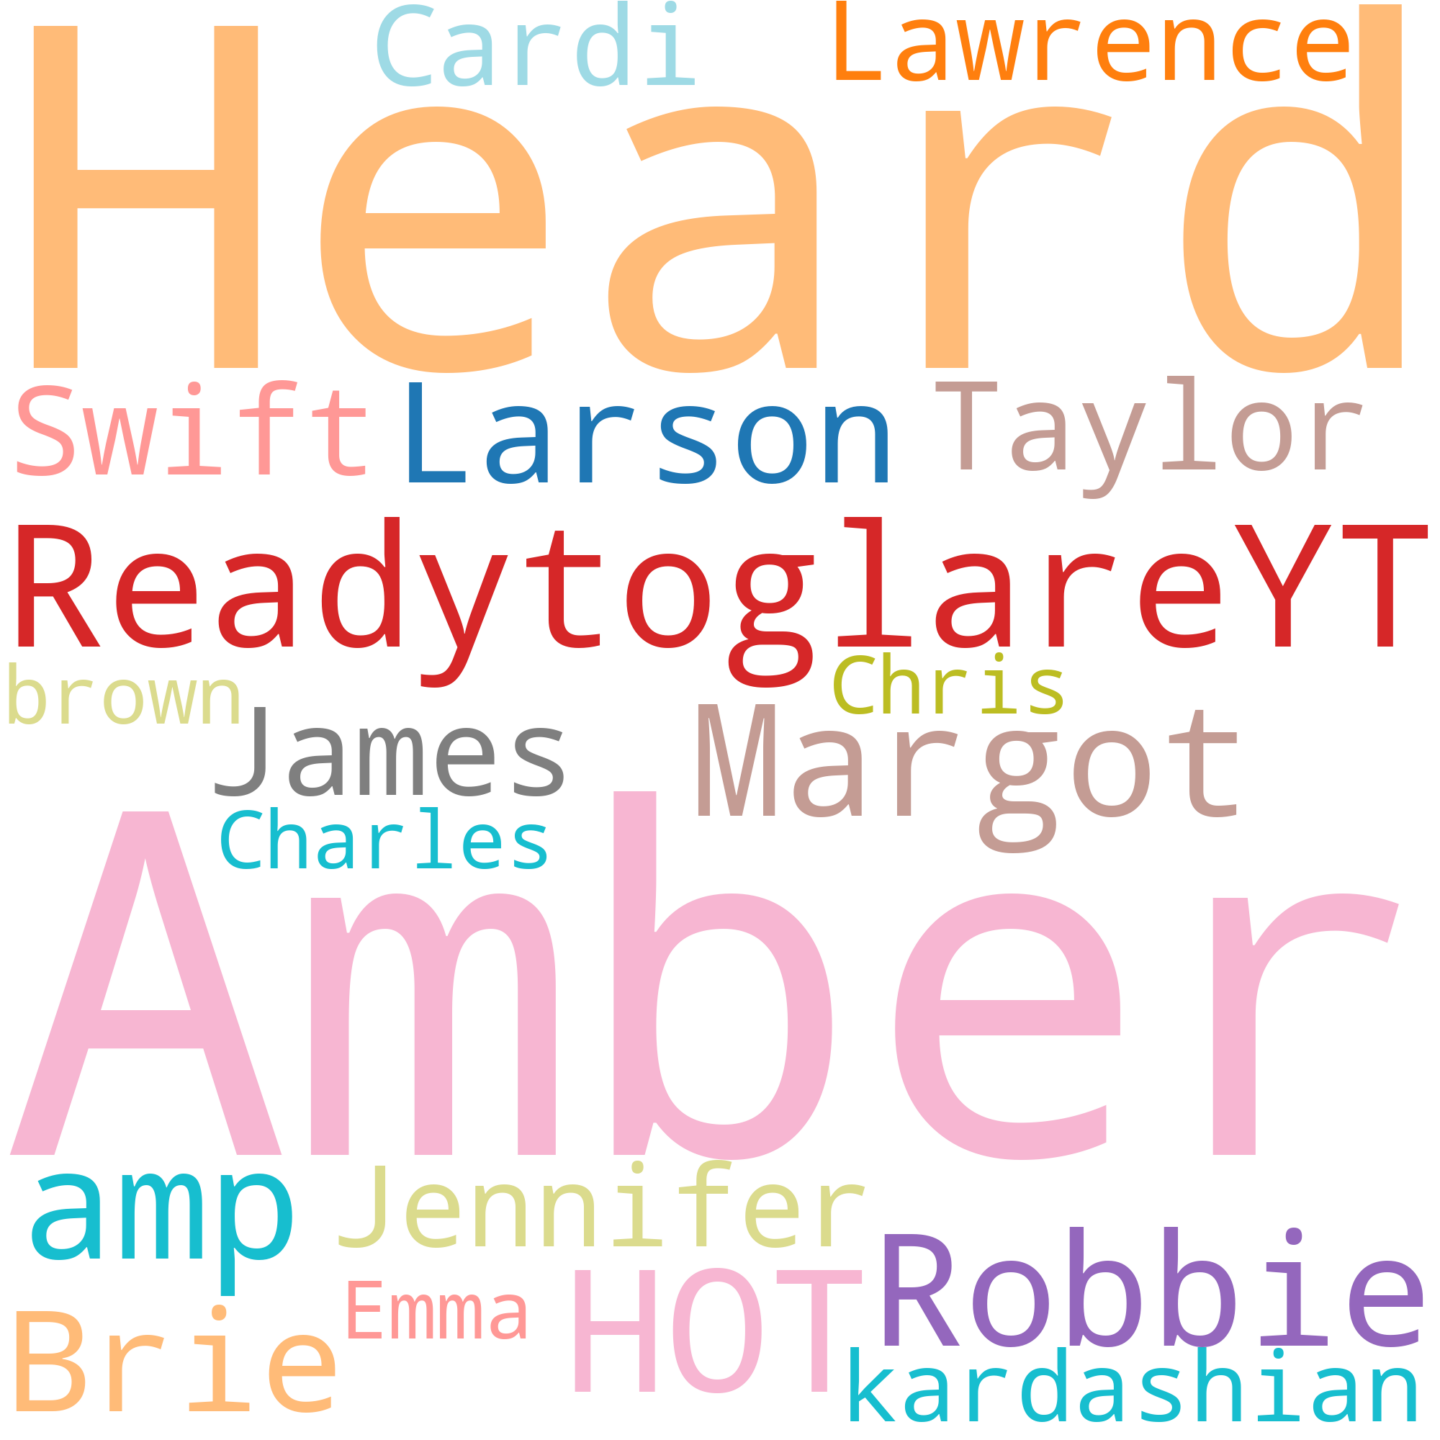 Cardi Lawrence
Heard
Swift Larson Taylor
ReadytoglareYT
brown Chris
James Margot
Charles
Amber
amp Jennifer
Robbie
Emma HOT
Brie kardashian